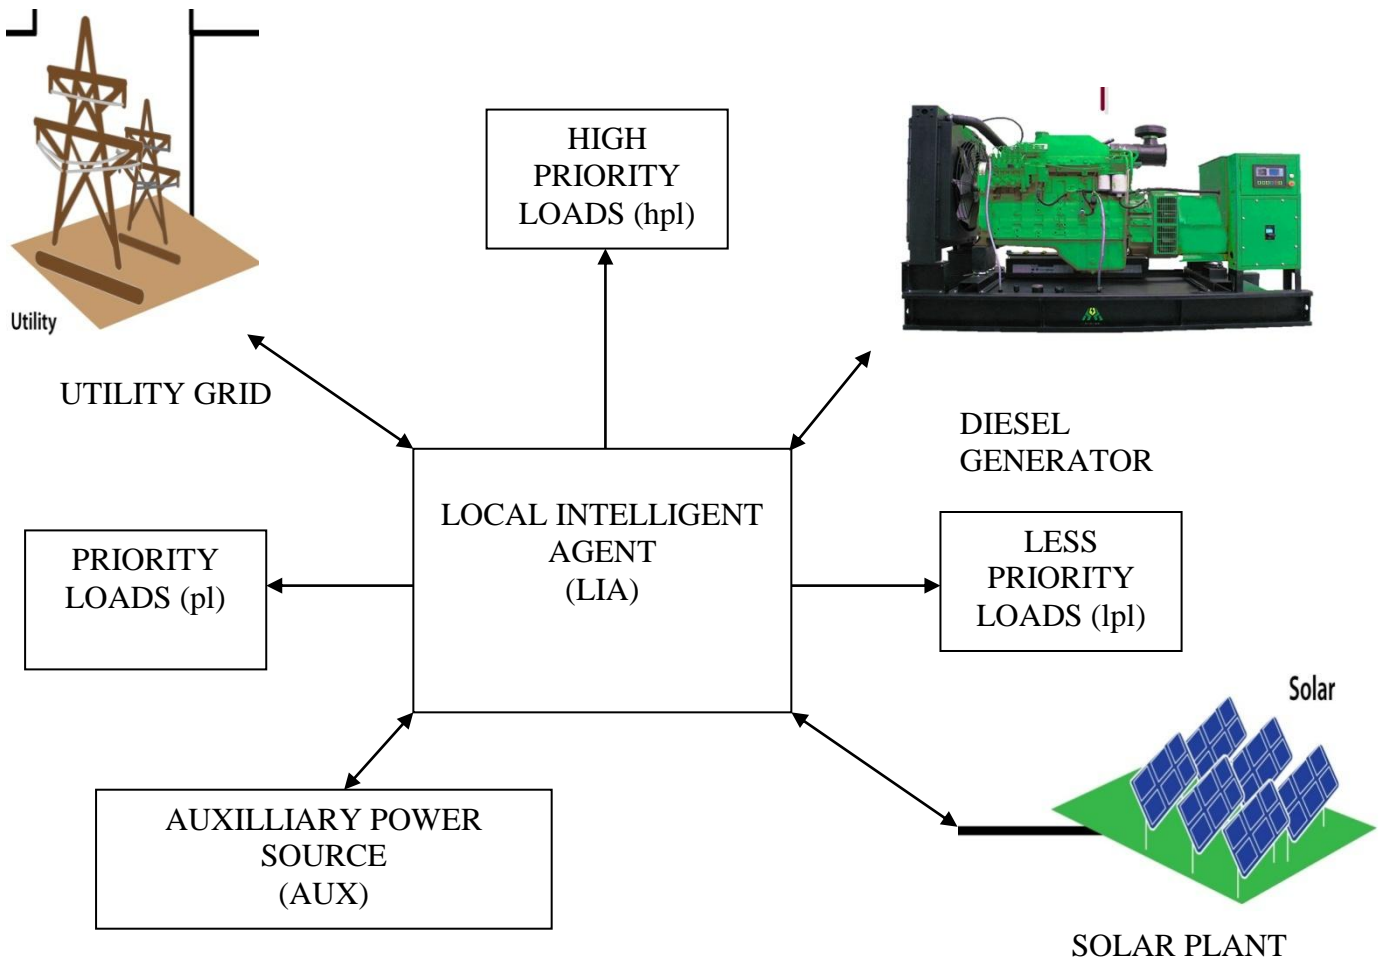 HIGH
PRIORITY
LOADS (hpl)
Utility
UTILITY GRID
DIESEL
GENERATOR
LOCAL INTELLIGENT
AGENT
(LIA)
PRIORITY
LOADS (pl)
LESS
PRIORITY
LOADS (lpl)
Solar
AUXILLIARY POWER
SOURCE
(AUX)
SOLAR PLANT